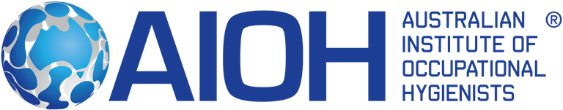 AIOH
AUSTRALIAN ®
INSTITUTE OF
OCCUPATIONAL
HYGIENISTS